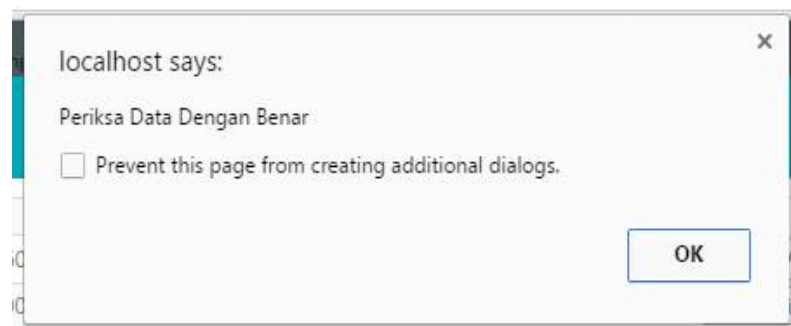 localhost says:
Periksa Data Dengan Benar
Prevent this page from creating additional dialogs.
OK